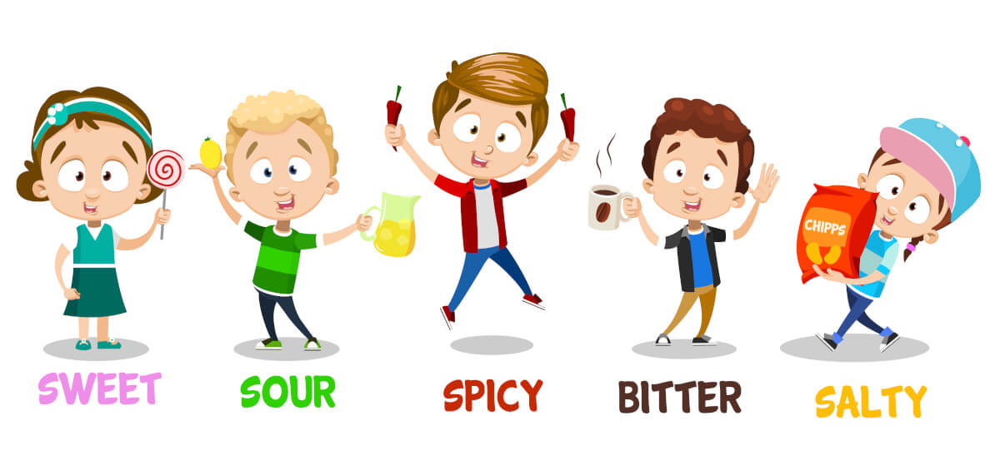 CHIPPS
SWEET
SOUR
SPICY
BITTER
SALTY